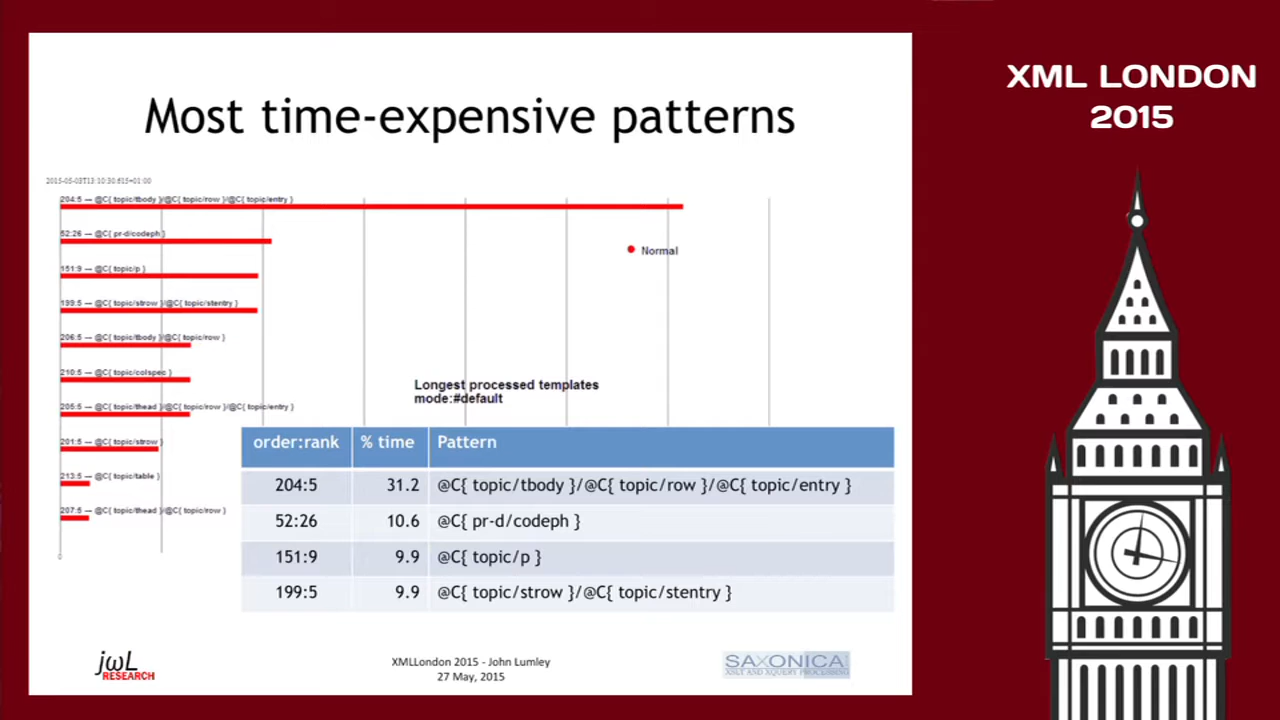 XML LONDON
2015
Most time-expensive patterns
2015-05-03T13:10:30.615+01:00
204:5 — @C{ topic/tbody }/@C{ topic/row }/@C{ topic/entry }
52:26 — @C{ pr-d/codeph }
Normal
151:9 — @C{ topic/p }
199:5 — @C{ topic/strow }/@C{ topic/stentry }
206:5 — @C{ topic/tbody }/@C{ topic/row }
210:5 — @C{ topic/colspec }
Longest processed templates
mode:#default
205:5 — @C{ topic/thead }/@C{ topic/row }/@C{ topic/entry }
201:5 — @C{ topic/strow }
213:5 — @C{ topic/table }
207:5 — @C{ topic/thead }/@C{ topic/row }
0
order:rank % time Pattern
204:5 31.2 @C{ topic/tbody }/@C{ topic/row }/@C{ topic/entry }
52:26 10.6 @C{ pr-d/codeph }
151:9 9.9 @C{ topic/p }
199:5 9.9 @C{ topic/strow }/@C{ topic/stentry }
jωL
RESEARCH
XMLLondon 2015 - John Lumley
27 May, 2015
SAXONICA
XSLT AND XQUERY PROCESSING